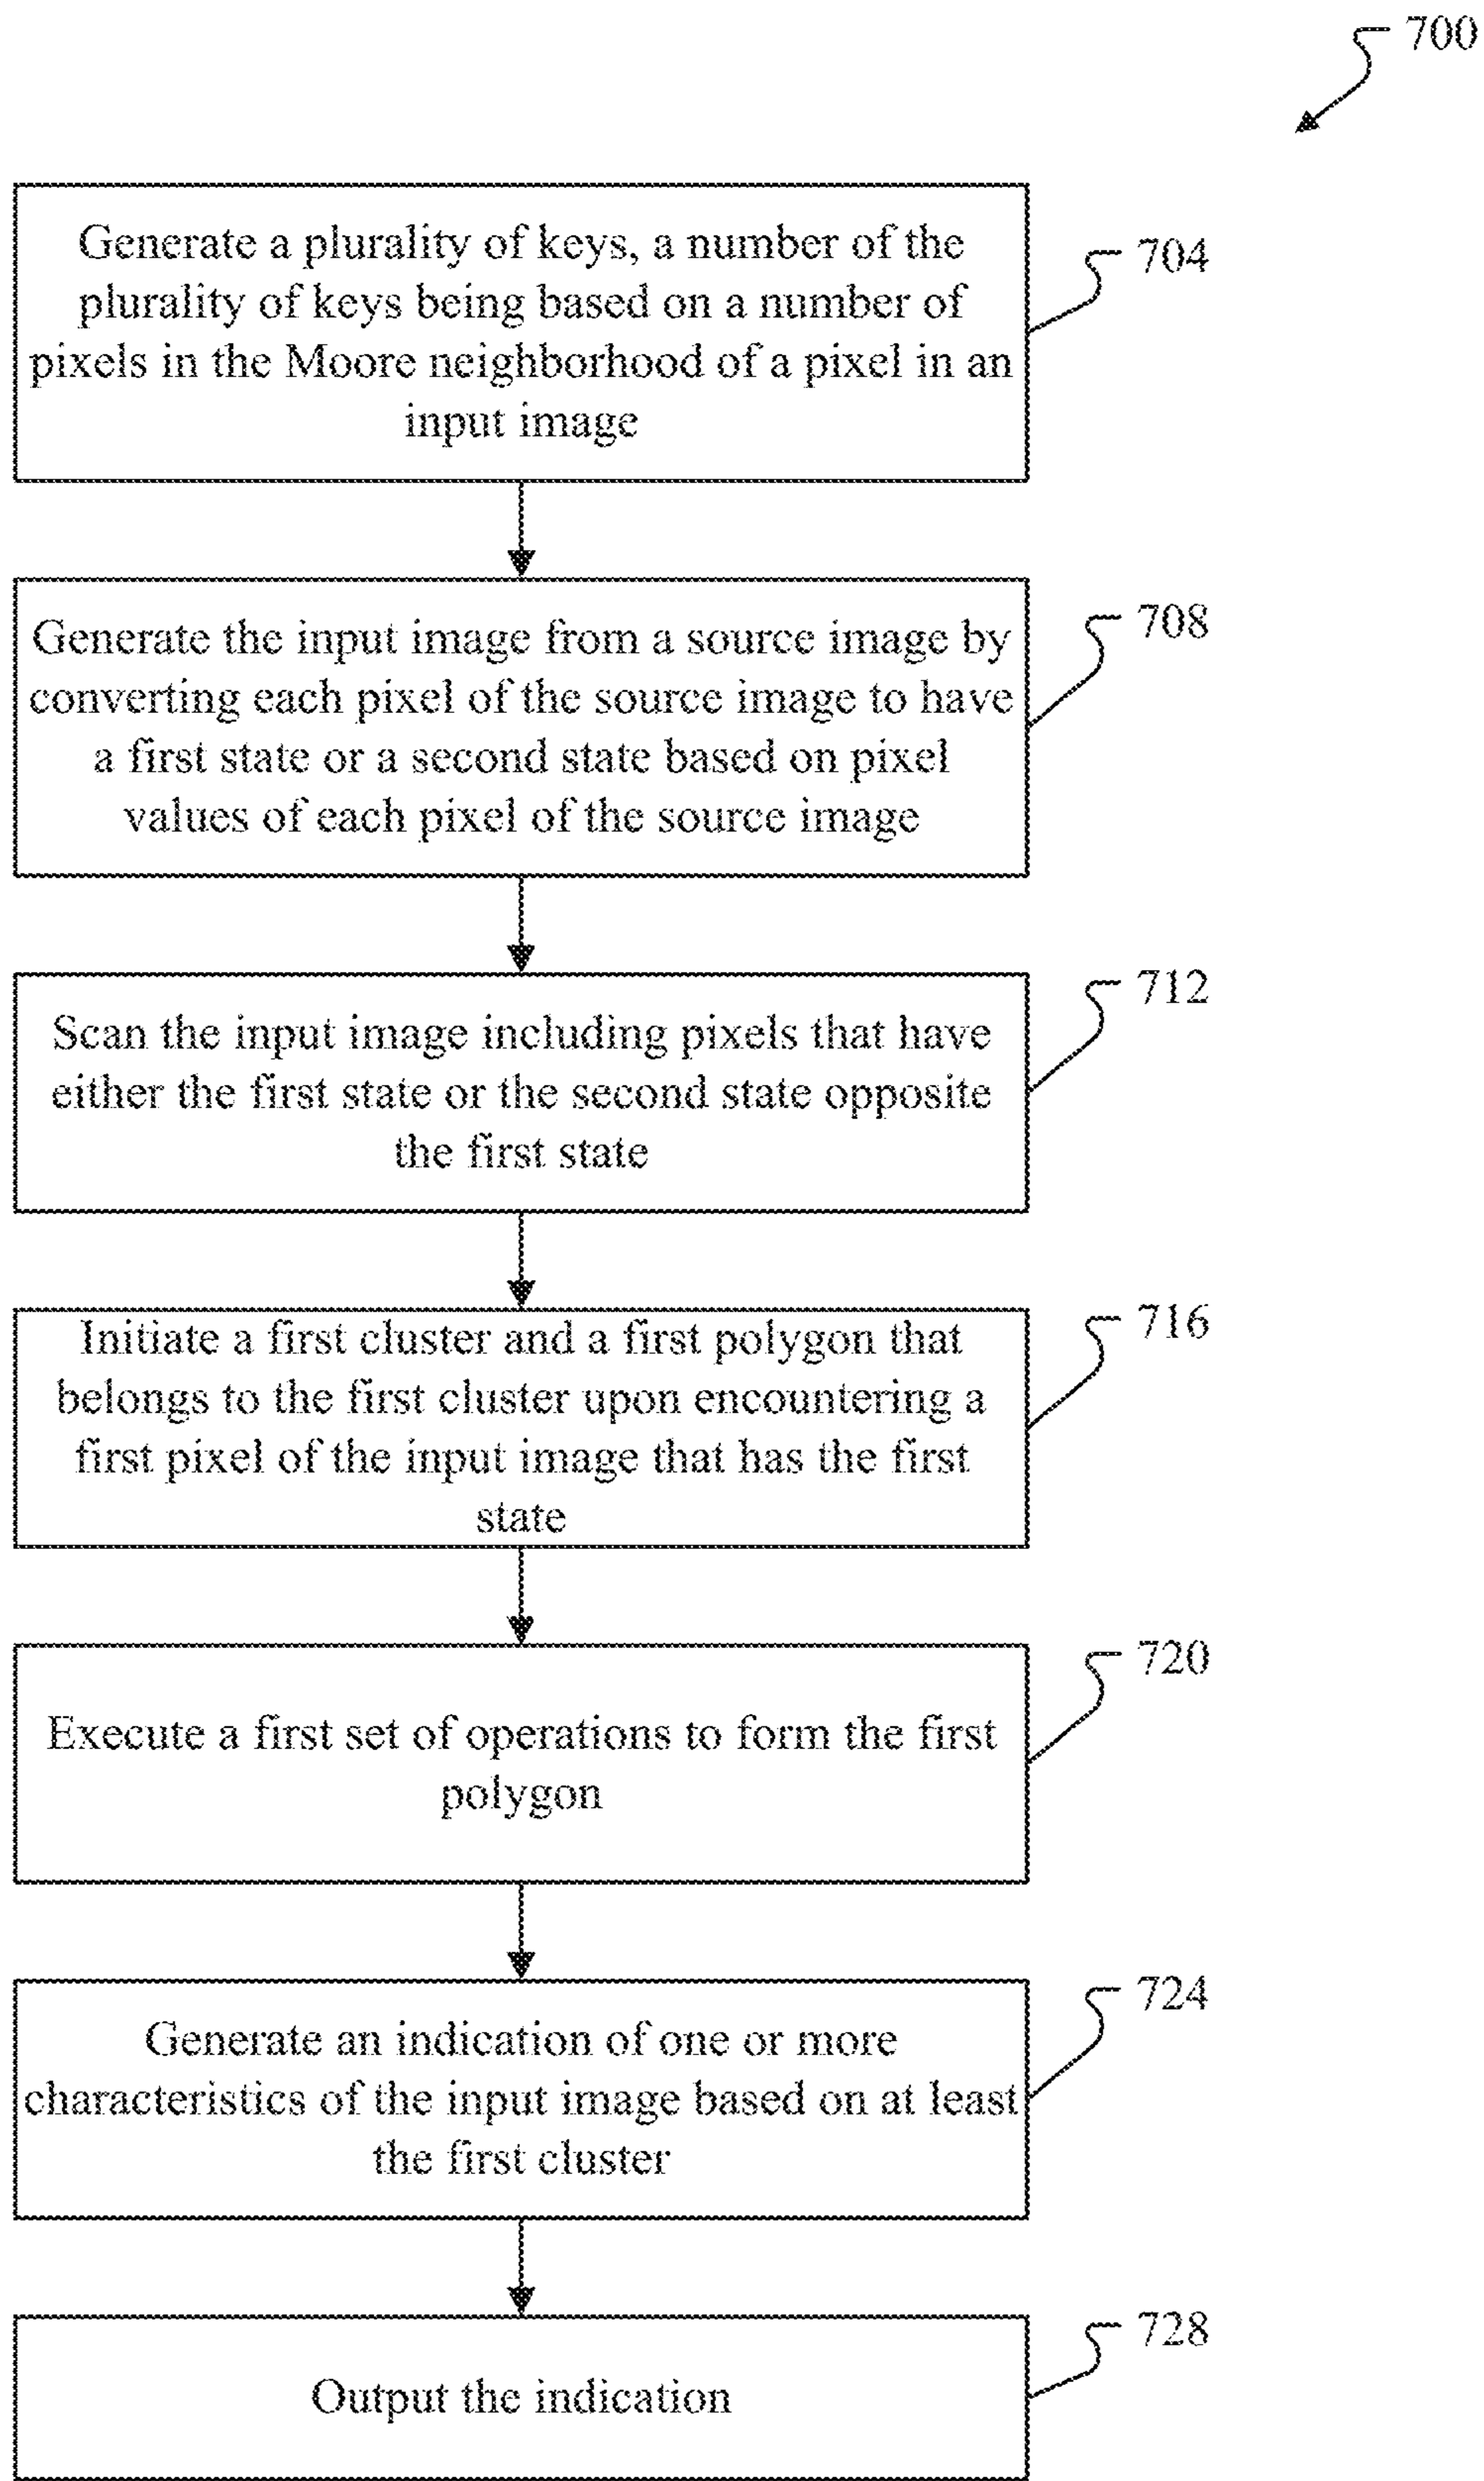 700
Generate a plurality of keys, a number of the
plurality of keys being based on a number of
pixels in the Moore neighborhood of a pixel in an
input image
704
Generate the input image from a source image by
converting each pixel of the source image to have
a first state or a second state based on pixel
values of each pixel of the source image
708
Scan the input image including pixels that have
either the first state or the second state opposite
the first state
712
Initiate a first cluster and a first polygon that
belongs to the first cluster upon encountering a
first pixel of the input image that has the first
state
716
Execute a first set of operations to form the first
polygon
720
Generate an indication of one or more
characteristics of the input image based on at least
the first cluster
724
Output the indication
728